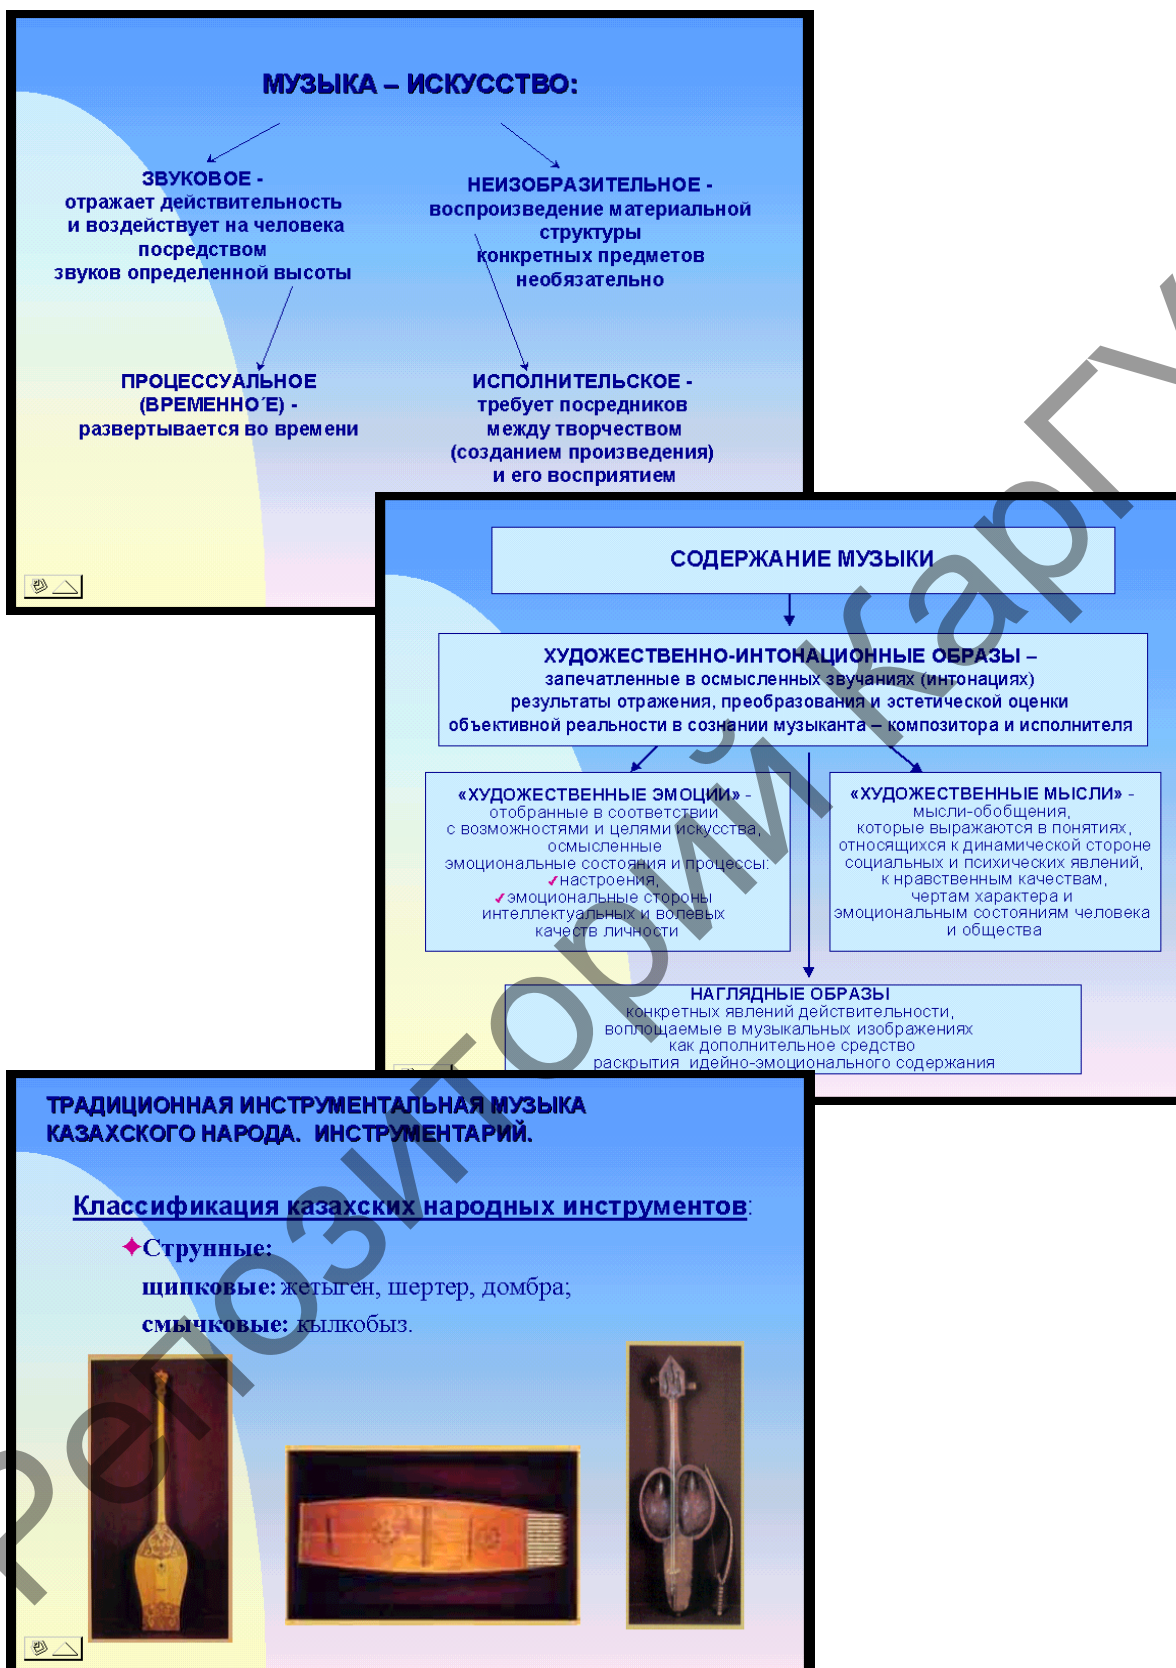 МУЗЫКА – ИСКУССТВО:
ЗВУКОВОЕ -
отражает действительность
и воздействует на человека
посредством
звуков определенной высоты
НЕИЗОБРАЗИТЕЛЬНОЕ -
воспроизведение материальной
структуры
конкретных предметов
необязательно
ПРОЦЕССУАЛЬНОЕ
(ВРЕМЕННО´Е) -
развертывается во времени
ИСПОЛНИТЕЛЬСКОЕ -
требует посредников
между творчеством
(созданием произведения)
и его восприятием
СОДЕРЖАНИЕ МУЗЫКИ
ХУДОЖЕСТВЕННО-ИНТОНАЦИОННЫЕ ОБРАЗЫ –
запечатленные в осмысленных звучаниях (интонациях)
результаты отражения, преобразования и эстетической оценки
объективной реальности в сознании музыканта – композитора и исполнителя
«ХУДОЖЕСТВЕННЫЕ ЭМОЦИИ» -
отобранные в соответствии
с возможностями и целями искусства,
осмысленные
эмоциональные состояния и процессы:
✓настроения,
✓эмоциональные стороны
интеллектуальных и волевых
качеств личности
«ХУДОЖЕСТВЕННЫЕ МЫСЛИ» -
мысли-обобщения,
которые выражаются в понятиях,
относящихся к динамической стороне
социальных и психических явлений,
к нравственным качествам,
чертам характера и
эмоциональным состояниям человека
и общества
НАГЛЯДНЫЕ ОБРАЗЫ
конкретных явлений действительности,
воплощаемые в музыкальных изображениях
как дополнительное средство
раскрытия идейно-эмоционального содержания
ТРАДИЦИОННАЯ ИНСТРУМЕНТАЛЬНАЯ МУЗЫКА
КАЗАХСКОГО НАРОДА. ИНСТРУМЕНТАРИЙ.
Классификация казахских народных инструментов:
✦Струнные:
щипковые: жетыген, шертер, домбра;
смычковые: кылкобыз.
Репозиторий КарГУ